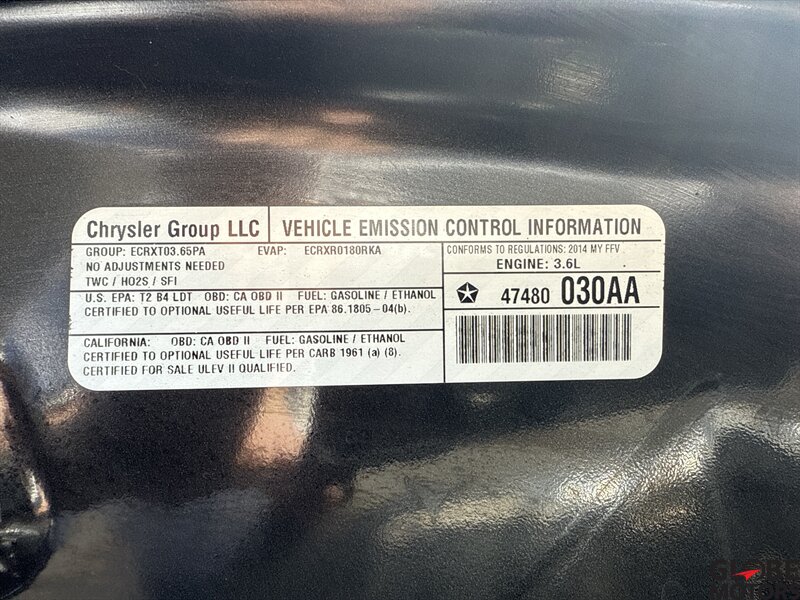 Chrysler Group LLC
VEHICLE EMISSION CONTROL INFORMATION
GROUP: ECRXT03.65PA EVAP: ECRXR0180RKA
NO ADJUSTMENTS NEEDED
TWC / HO2S / SFI
CONFORMS TO REGULATIONS: 2014 MY FFV
ENGINE: 3.6L
47480 030AA
U.S. EPA: T2 B4 LDT OBD: CA OBD II FUEL: GASOLINE / ETHANOL
CERTIFIED TO OPTIONAL USEFUL LIFE PER EPA 86.1805-04(b).
CALIFORNIA: OBD: CA OBD II FUEL: GASOLINE / ETHANOL
CERTIFIED TO OPTIONAL USEFUL LIFE PER CARB 1961 (a) (8).
CERTIFIED FOR SALE ULEV II QUALIFIED.
GLOBE
MOTORS